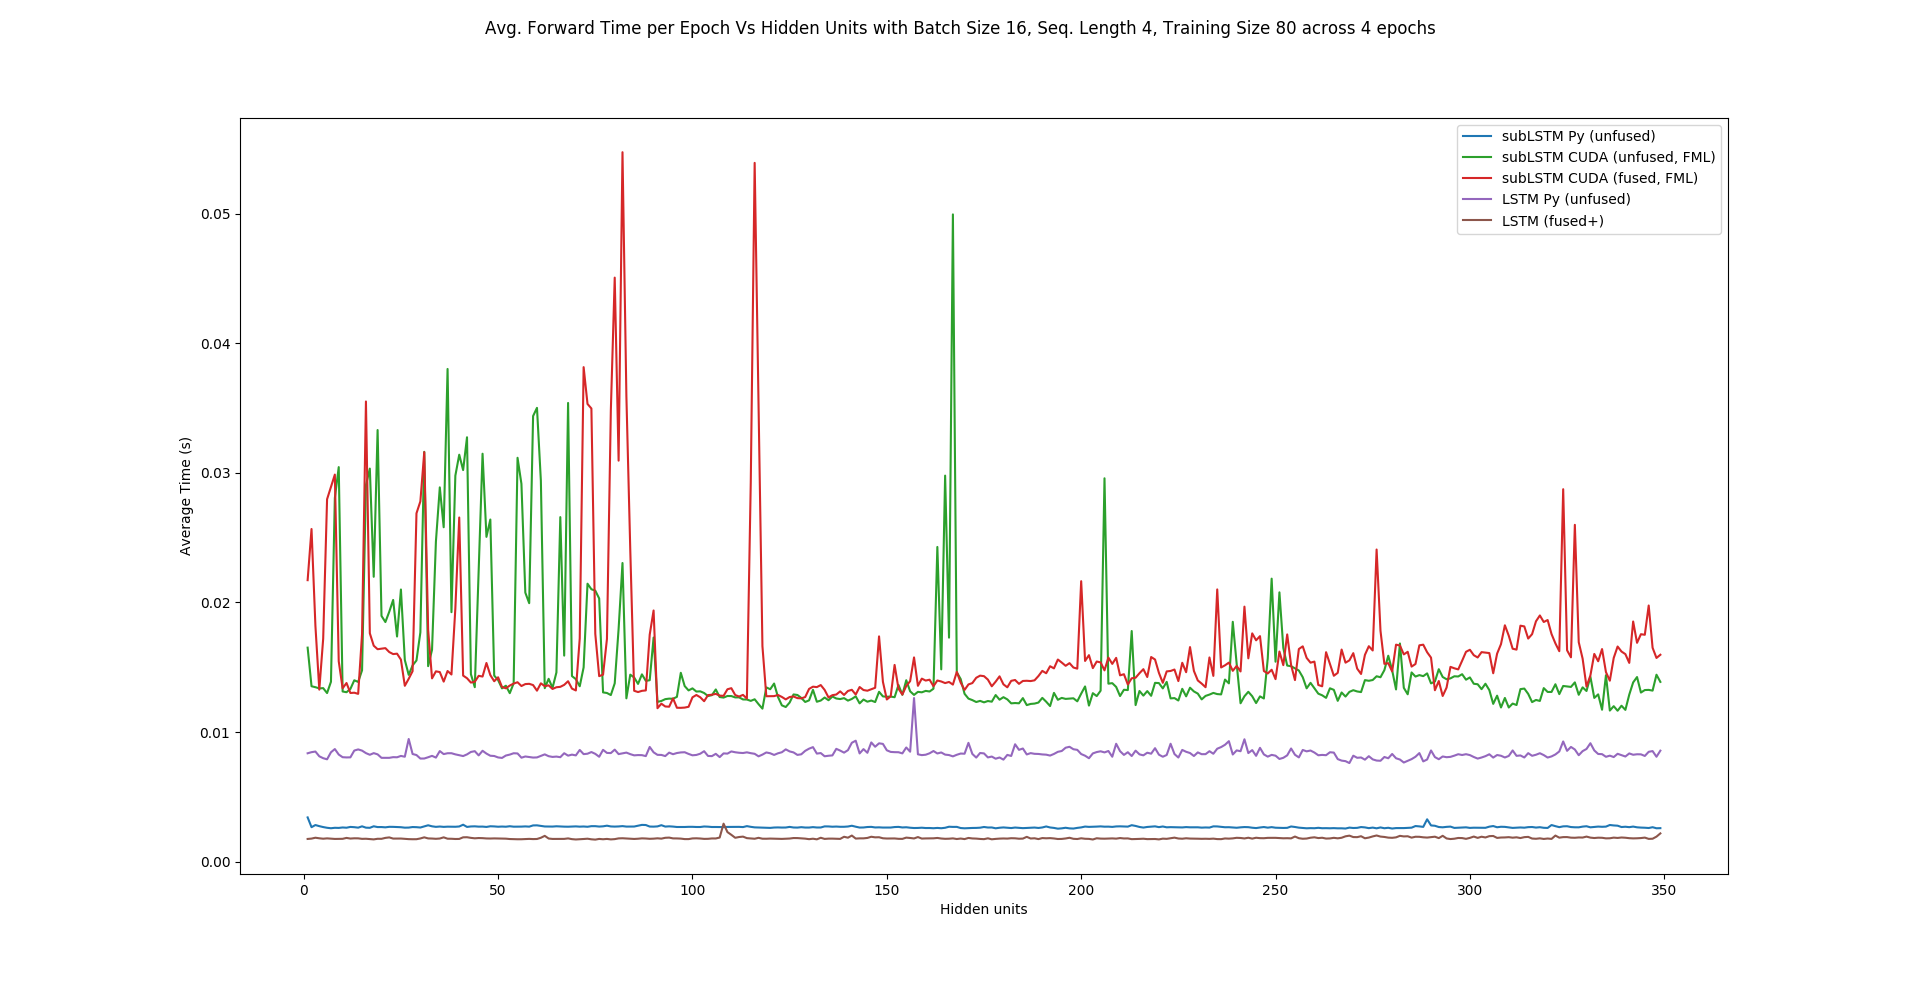 Avg. Forward Time per Epoch Vs Hidden Units with Batch Size 16, Seq. Length 4, Training Size 80 across 4 epochs
subLSTM Py (unfused)
subLSTM CUDA (unfused, FML)
subLSTM CUDA (fused, FML)
LSTM Py (unfused)
LSTM (fused+)
Average Time (s)
0.05
0.04
0.03
0.02
0.01
0.00
0 50 100 150 200 250 300 350
Hidden units